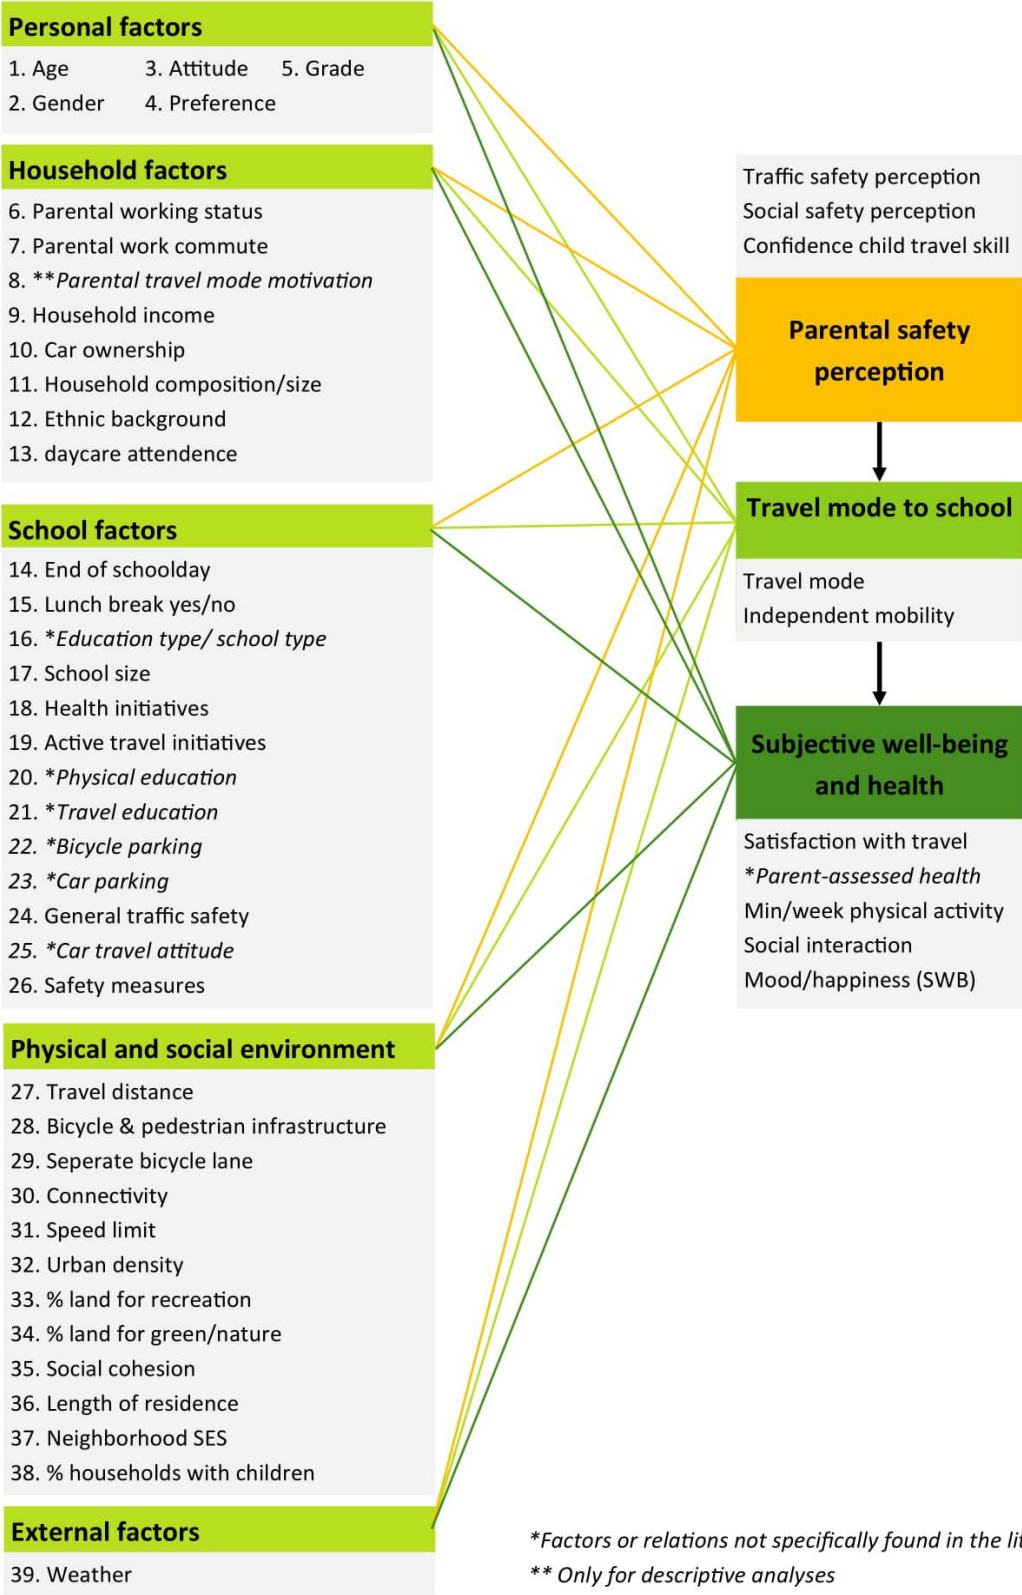 Personal factors
1. Age 3. Attitude 5. Grade
2. Gender 4. Preference
Household factors
6. Parental working status
7. Parental work commute
8. **Parental travel mode motivation
9. Household income
10. Car ownership
11. Household composition/size
12. Ethnic background
13. daycare attendence
School factors
14. End of schoolday
15. Lunch break yes/no
16. *Education type/ school type
17. School size
18. Health initiatives
19. Active travel initiatives
20. *Physical education
21. *Travel education
22. *Bicycle parking
23. *Car parking
24. General traffic safety
25. *Car travel attitude
26. Safety measures
Physical and social environment
27. Travel distance
28. Bicycle & pedestrian infrastructure
29. Seperate bicycle lane
30. Connectivity
31. Speed limit
32. Urban density
33. % land for recreation
34. % land for green/nature
35. Social cohesion
36. Length of residence
37. Neighborhood SES
38. % households with children
External factors
39. Weather
Traffic safety perception
Social safety perception
Confidence child travel skill
Parental safety
perception
Travel mode to school
Travel mode
Independent mobility
Subjective well-being
and health
Satisfaction with travel
*Parent-assessed health
Min/week physical activity
Social interaction
Mood/happiness (SWB)
*Factors or relations not specifically found in the
** Only for descriptive analyses